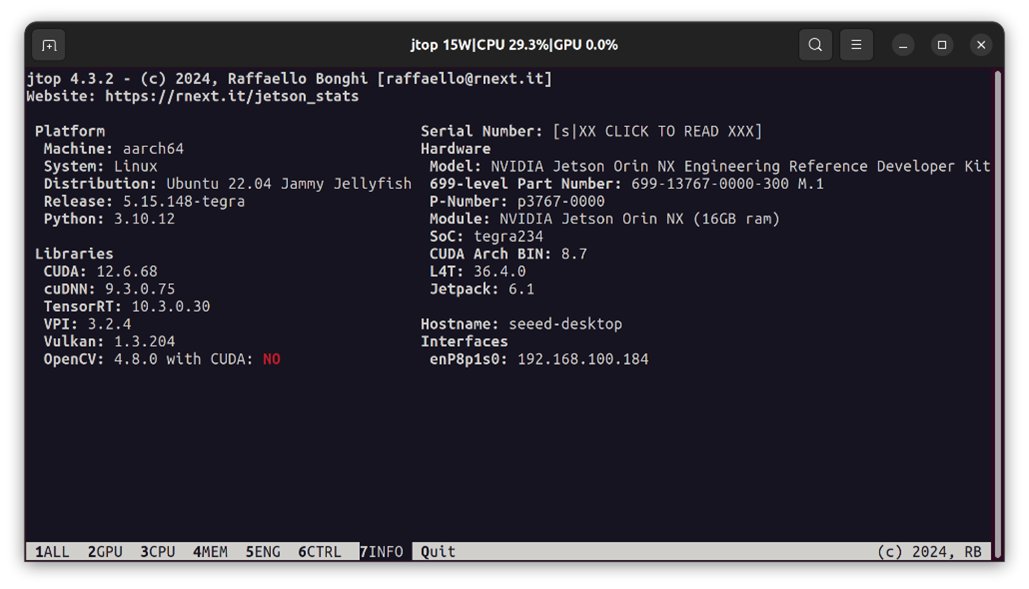 jtop 15W|CPU 29.3%|GPU 0.0%
jtop 4.3.2 - (c) 2024, Raffaello Bonghi [raffaello@rnext.it]
Website: https://rnext.it/jetson_stats
Platform
Machine: aarch64
System: Linux
Distribution: Ubuntu 22.04 Jammy Jellyfish
Release: 5.15.148-tegra
Python: 3.10.12
Libraries
CUDA: 12.6.68
cuDNN: 9.3.0.75
TensorRT: 10.3.0.30
VPI: 3.2.4
Vulkan: 1.3.204
OpenCV: 4.8.0 with CUDA: NO
Serial Number: [s|XX CLICK TO READ XXX]
Hardware
Model: NVIDIA Jetson Orin NX Engineering Reference Developer Kit
699-level Part Number: 699-13767-0000-300 M.1
P-Number: p3767-0000
Module: NVIDIA Jetson Orin NX (16GB ram)
SoC: tegra234
CUDA Arch BIN: 8.7
L4T: 36.4.0
Jetpack: 6.1
Hostname: seeed-desktop
Interfaces
enP8p1s0: 192.168.100.184
1ALL 2GPU 3CPU 4MEM 5ENG 6CTRL 7INFO Quit (c) 2024, RB